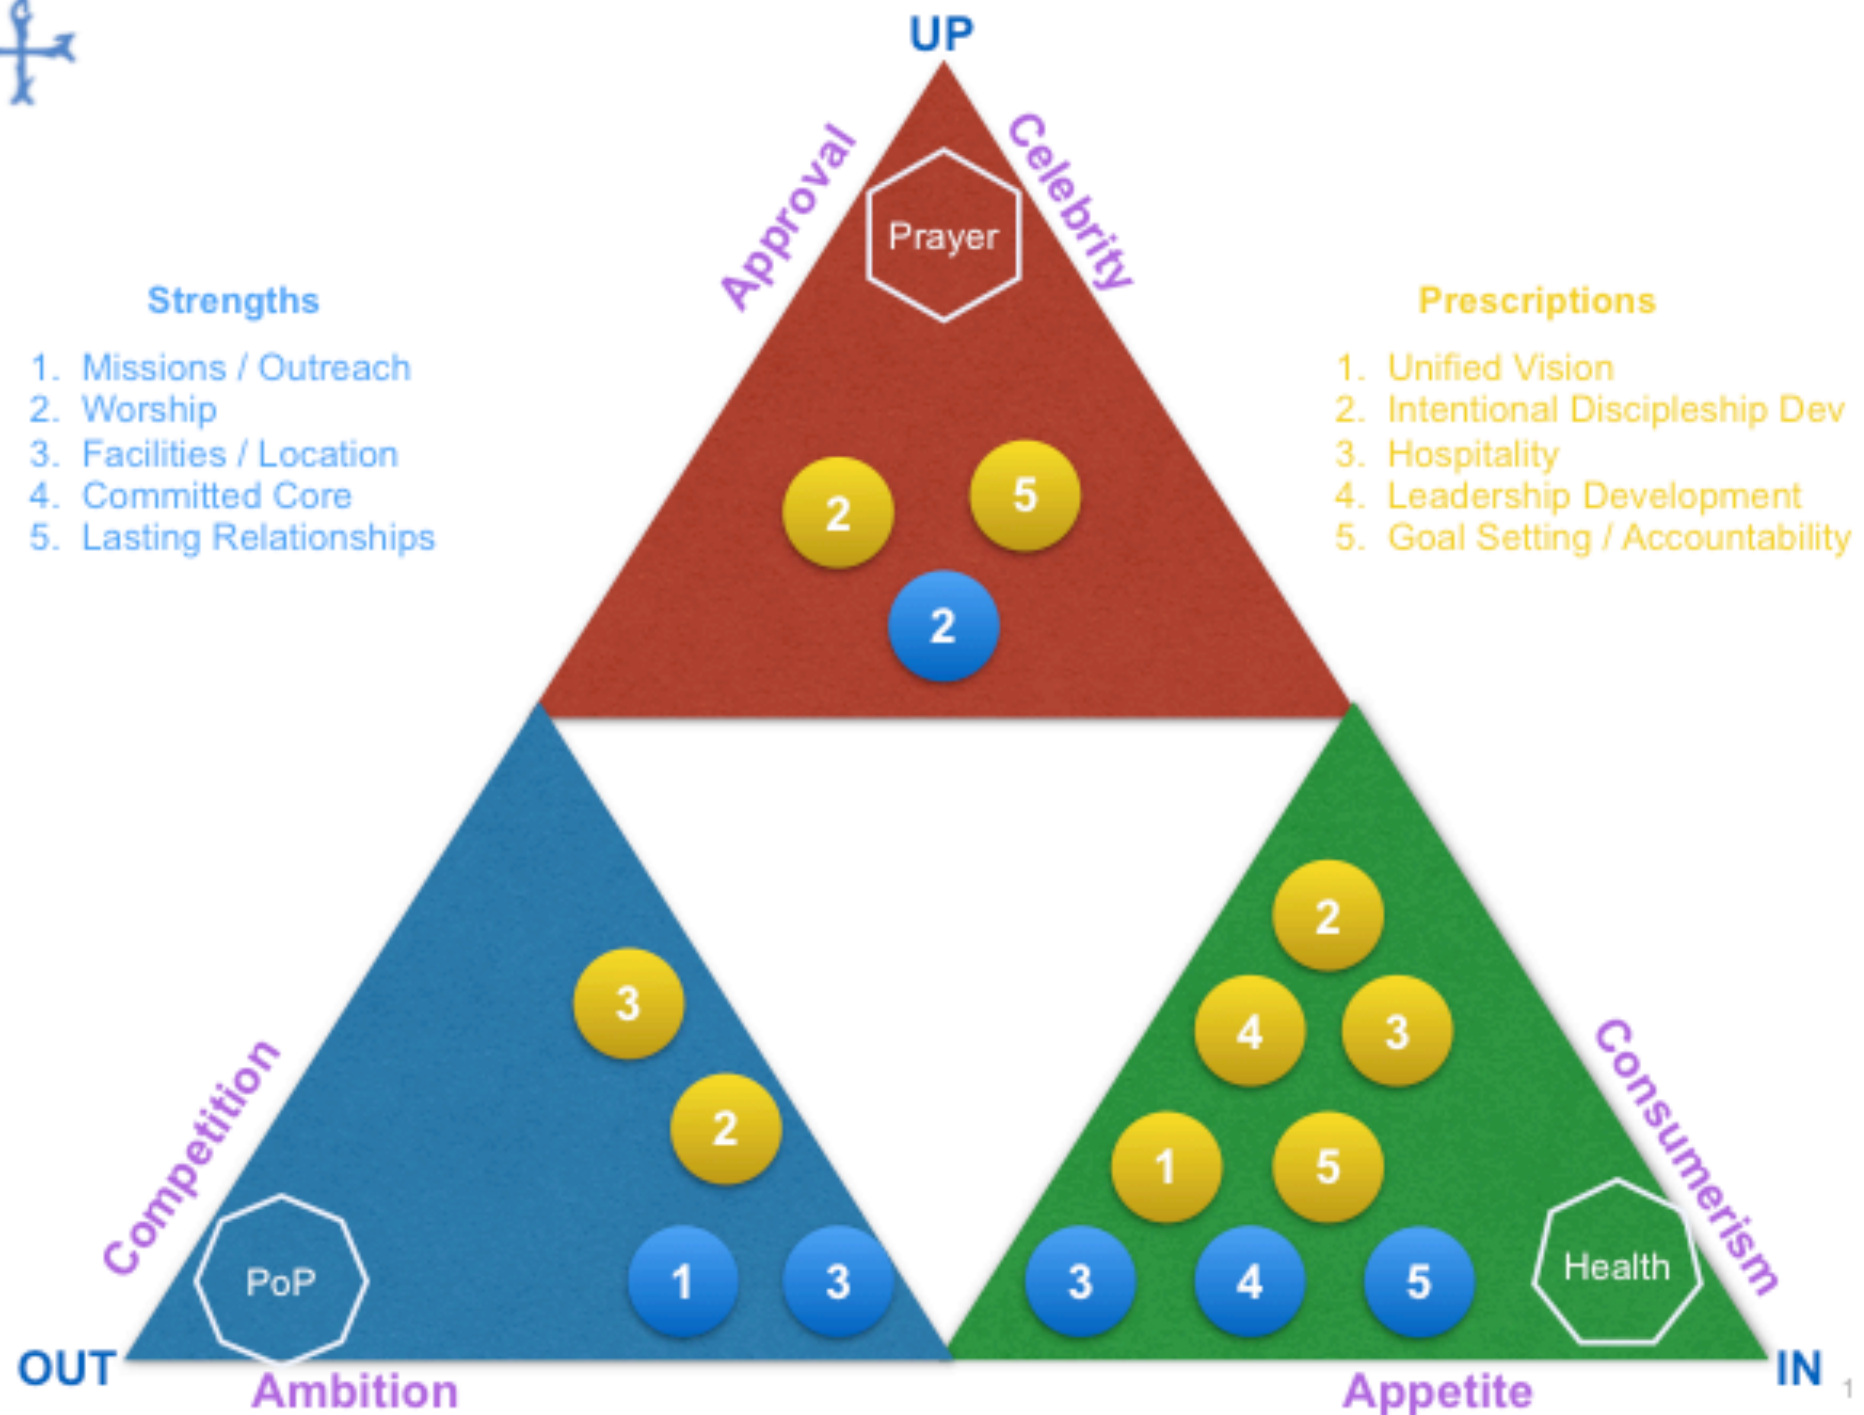 UP
Approval
Celebrity
Prayer
Strengths
1. Missions / Outreach
2. Worship
3. Facilities / Location
4. Committed Core
5. Lasting Relationships
Prescriptions
1. Unified Vision
2. Intentional Discipleship Dev
3. Hospitality
4. Leadership Development
5. Goal Setting / Accountability
2
5
2
3
2
1
3
PoP
Competition
OUT
Ambition
2
4
3
1
5
3
4
5
Health
Consumerism
IN
Appetite
1